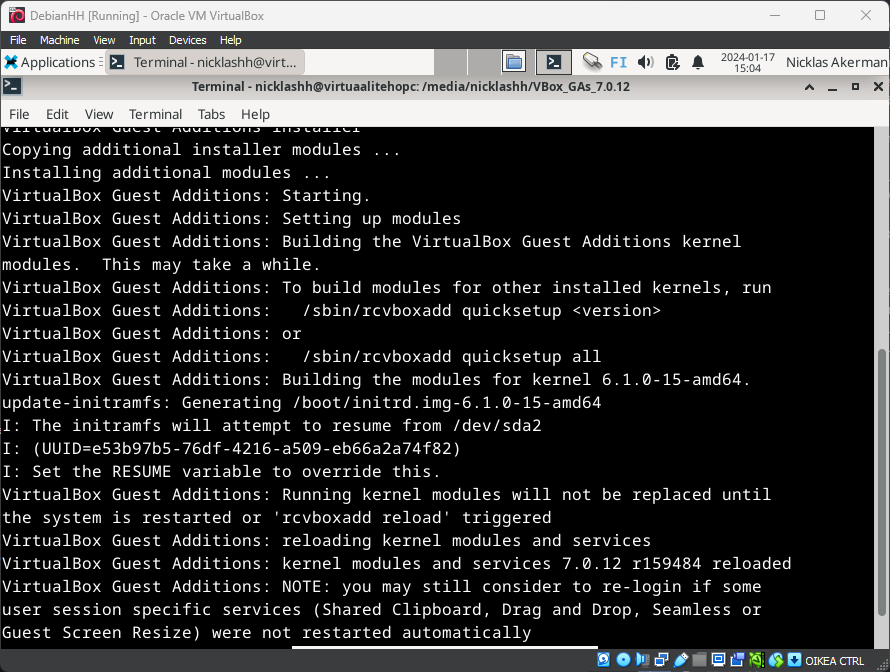 DebianHH [Running] - Oracle VM VirtualBox
File Machine View Input Devices Help
Applications Terminal - nicklashh@virt... FI 2024-01-17 15:04 Nicklas Akerman
Terminal - nicklashh@virtuaalitehopc: /media/nicklashh/VBox_GAs_7.0.12
File Edit View Terminal Tabs Help
VirtualBox Guest Additions installer
Copying additional installer modules ...
Installing additional modules ...
VirtualBox Guest Additions: Starting.
VirtualBox Guest Additions: Setting up modules
VirtualBox Guest Additions: Building the VirtualBox Guest Additions kernel
modules.  This may take a while.
VirtualBox Guest Additions: To build modules for other installed kernels, run
VirtualBox Guest Additions:   /sbin/rcvboxadd quicksetup <version>
VirtualBox Guest Additions: or
VirtualBox Guest Additions:   /sbin/rcvboxadd quicksetup all
VirtualBox Guest Additions: Building the modules for kernel 6.1.0-15-amd64.
update-initramfs: Generating /boot/initrd.img-6.1.0-15-amd64
I: The initramfs will attempt to resume from /dev/sda2
I: (UUID=e53b97b5-76df-4216-a509-eb66a2a74f82)
I: Set the RESUME variable to override this.
VirtualBox Guest Additions: Running kernel modules will not be replaced until
the system is restarted or 'rcvboxadd reload' triggered
VirtualBox Guest Additions: reloading kernel modules and services
VirtualBox Guest Additions: kernel modules and services 7.0.12 r159484 reloaded
VirtualBox Guest Additions: NOTE: you may still consider to re-login if some
user session specific services (Shared Clipboard, Drag and Drop, Seamless or
Guest Screen Resize) were not restarted automatically
OIKEA CTRL